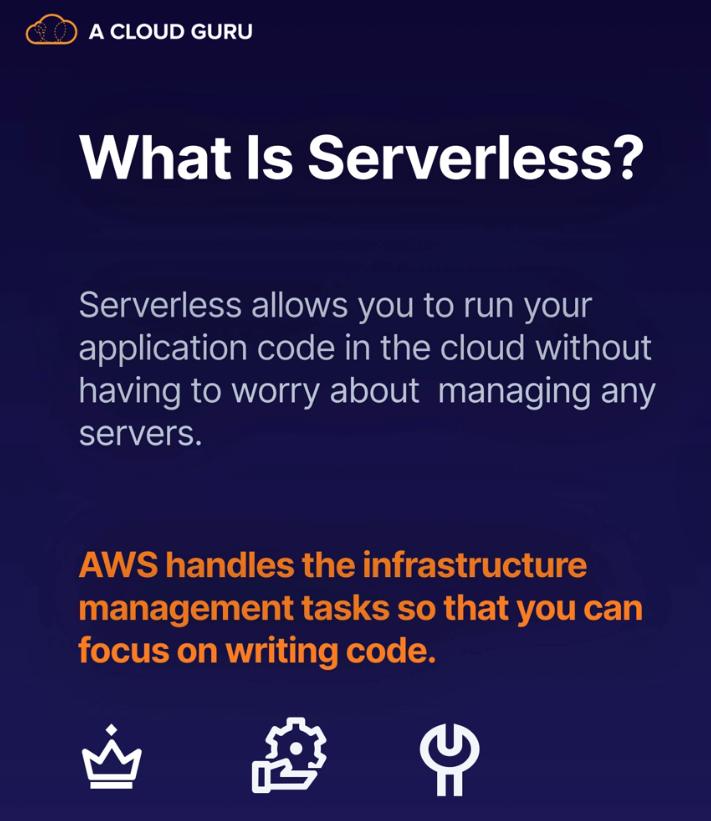 A CLOUD GURU
What Is Serverless?
Serverless allows you to run your
application code in the cloud without
having to worry about  managing any
servers.
AWS handles the infrastructure
management tasks so that you can
focus on writing code.